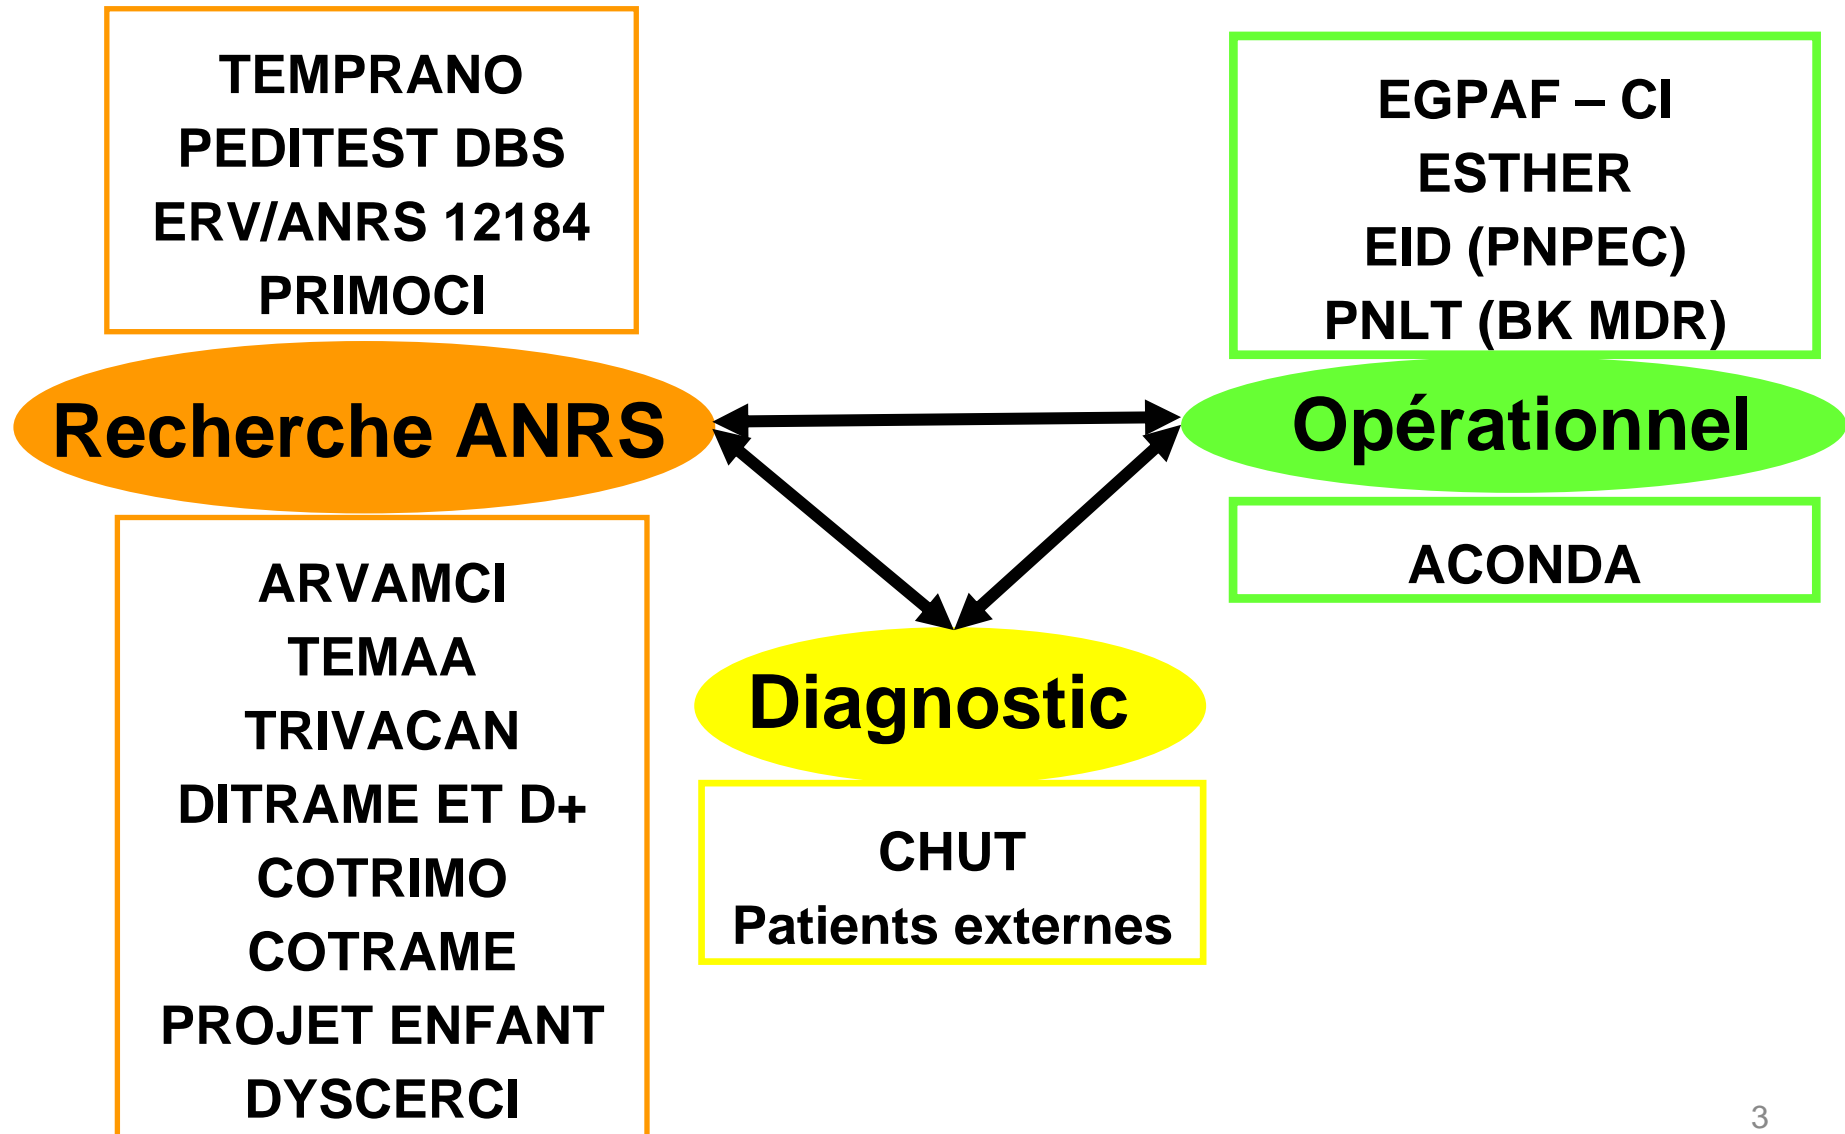 TEMPRANO
PEDITEST DBS
ERV/ANRS 12184
PRIMOCI
Recherche ANRS
ARVAMCI
TEMAA
TRIVACAN
DITRAME ET D+
COTRIMO
COTRAME
PROJET ENFANT
DYSCERCI
EGPAF – CI
ESTHER
EID (PNPEC)
PNLT (BK MDR)
Opérationnel
ACONDA
Diagnostic
CHUT
Patients externes
3